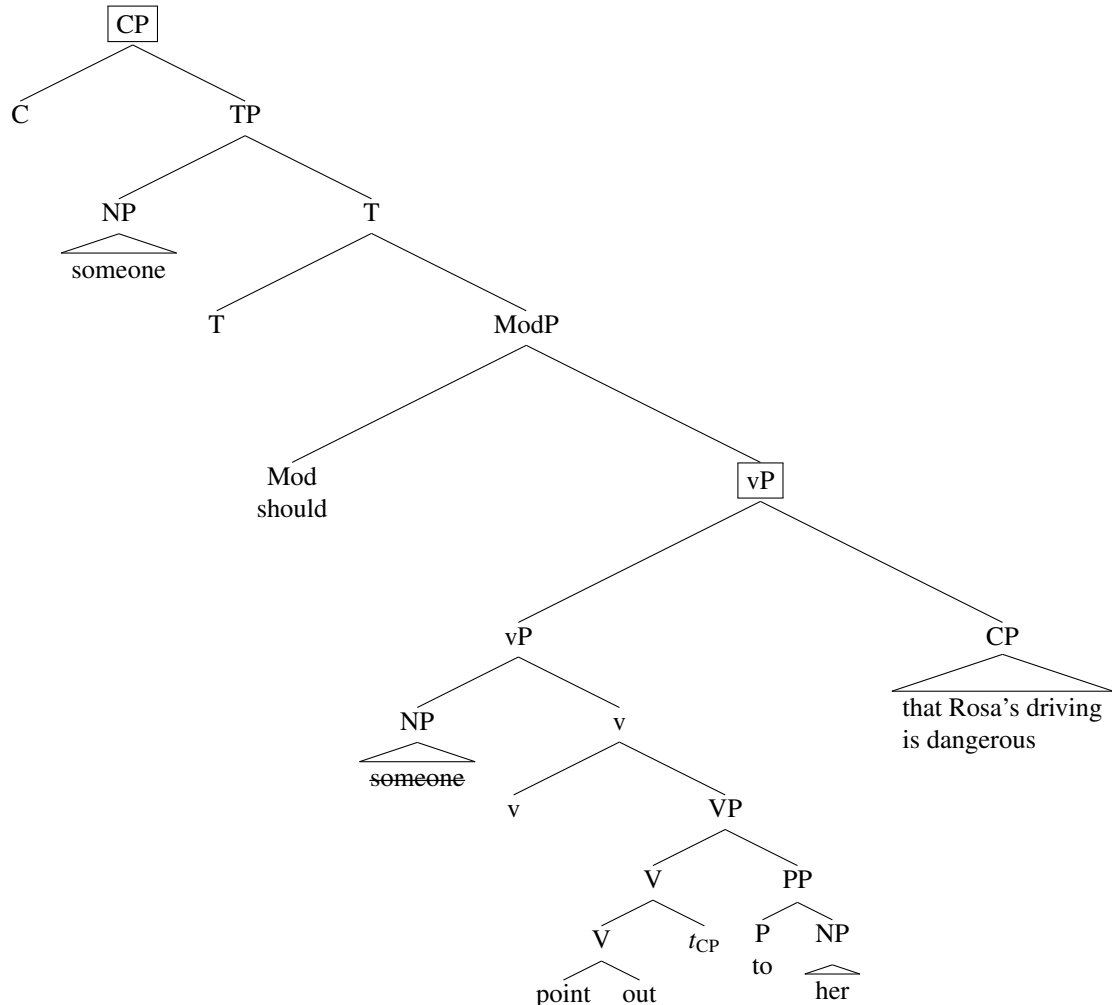 CP
C TP
NP T
someone
T ModP
Mod vP
should
vP CP
that Rosa's driving
NP v is dangerous
someone
v VP
V PP
V tCP P NP
to
point out her